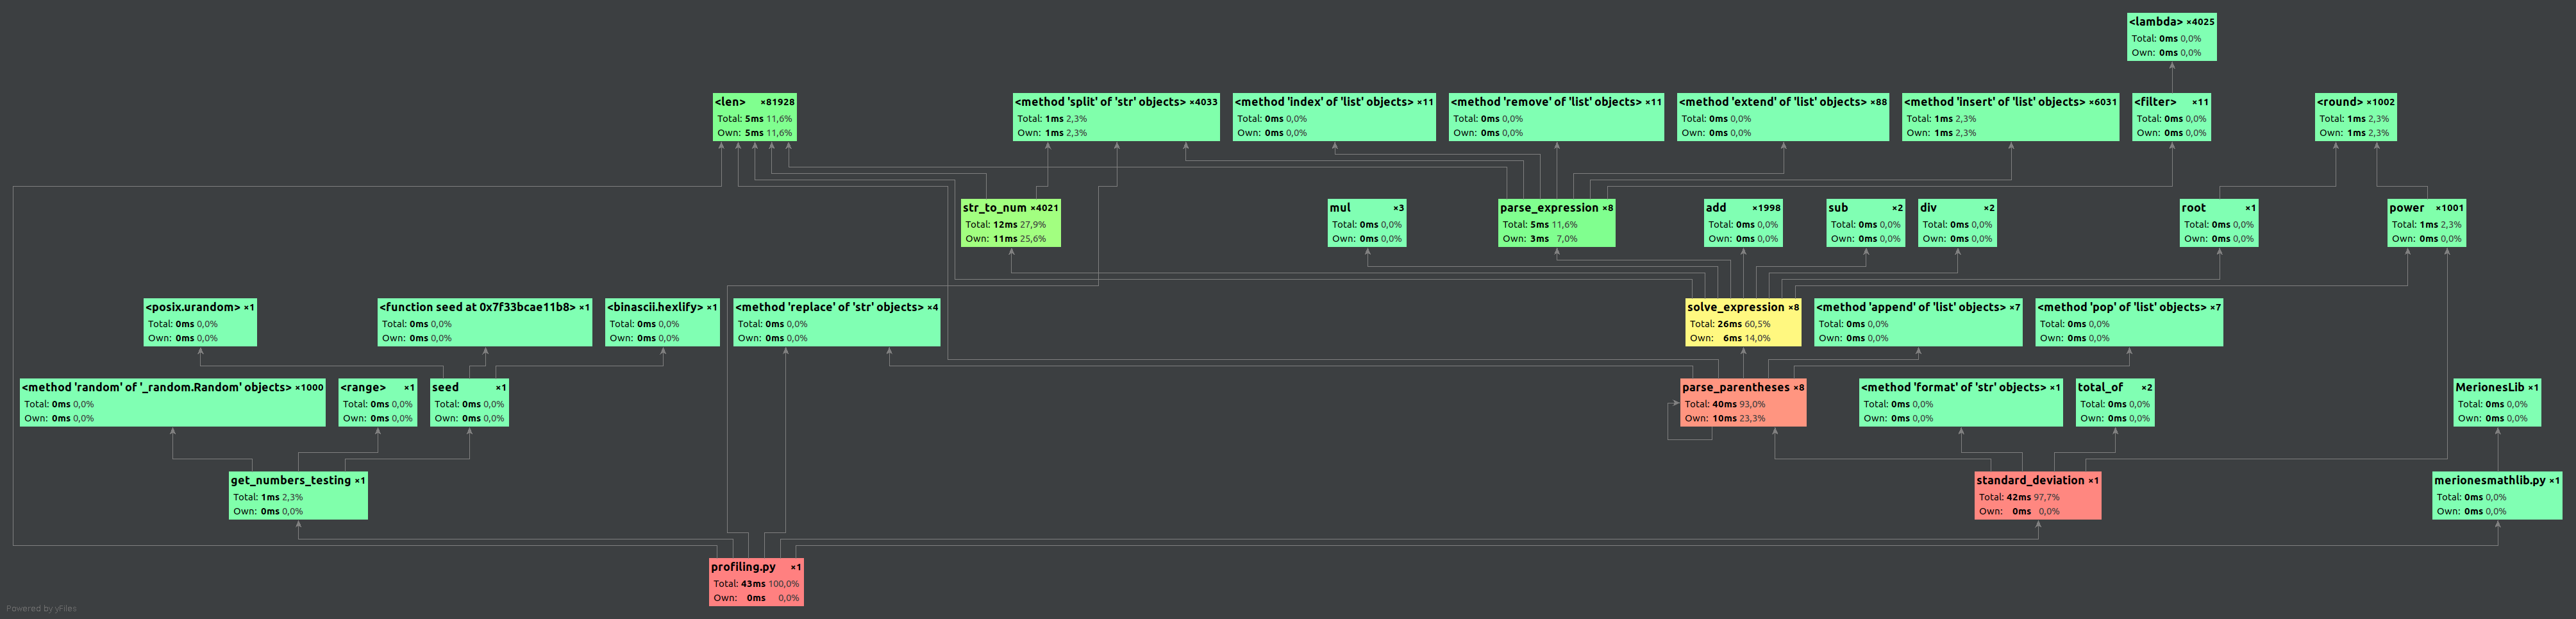 <lambda> ×4025
Total: 0ms 0,0%
Own: 0ms 0,0%
<len> ×81928
Total: 5ms 11,6%
Own: 5ms 11,6%
<method 'split' of 'str' objects> ×4033
Total: 1ms 2,3%
Own: 1ms 2,3%
<method 'index' of 'list' objects> ×11
Total: 0ms 0,0%
Own: 0ms 0,0%
<method 'remove' of 'list' objects> ×11
Total: 0ms 0,0%
Own: 0ms 0,0%
<method 'extend' of 'list' objects> ×88
Total: 0ms 0,0%
Own: 0ms 0,0%
<method 'insert' of 'list' objects> ×6031
Total: 1ms 2,3%
Own: 1ms 2,3%
<filter> ×11
Total: 0ms 0,0%
Own: 0ms 0,0%
<round> ×1002
Total: 1ms 2,3%
Own: 1ms 2,3%
str_to_num ×4021
Total: 12ms 27,9%
Own: 11ms 25,6%
mul ×3
Total: 0ms 0,0%
Own: 0ms 0,0%
parse_expression ×8
Total: 5ms 11,6%
Own: 3ms 7,0%
add ×1998
Total: 0ms 0,0%
Own: 0ms 0,0%
sub ×2
Total: 0ms 0,0%
Own: 0ms 0,0%
div ×2
Total: 0ms 0,0%
Own: 0ms 0,0%
root ×1
Total: 0ms 0,0%
Own: 0ms 0,0%
power ×1001
Total: 1ms 2,3%
Own: 0ms 0,0%
<posix.urandom> ×1
Total: 0ms 0,0%
Own: 0ms 0,0%
<function seed at 0x7f33bcae11b8> ×1
Total: 0ms 0,0%
Own: 0ms 0,0%
<binascii.hexlify> ×1
Total: 0ms 0,0%
Own: 0ms 0,0%
<method 'replace' of 'str' objects> ×4
Total: 0ms 0,0%
Own: 0ms 0,0%
solve_expression ×8
Total: 26ms 60,5%
Own: 6ms 14,0%
<method 'append' of 'list' objects> ×7
Total: 0ms 0,0%
Own: 0ms 0,0%
<method 'pop' of 'list' objects> ×7
Total: 0ms 0,0%
Own: 0ms 0,0%
<method 'random' of '_random.Random' objects> ×1000
Total: 0ms 0,0%
Own: 0ms 0,0%
<range> ×1
Total: 0ms 0,0%
Own: 0ms 0,0%
seed ×1
Total: 0ms 0,0%
Own: 0ms 0,0%
parse_parentheses ×8
Total: 40ms 93,0%
Own: 10ms 23,3%
<method 'format' of 'str' objects> ×1
Total: 0ms 0,0%
Own: 0ms 0,0%
total_of ×2
Total: 0ms 0,0%
Own: 0ms 0,0%
MerionesLib ×1
Total: 0ms 0,0%
Own: 0ms 0,0%
get_numbers_testing ×1
Total: 1ms 2,3%
Own: 0ms 0,0%
standard_deviation ×1
Total: 42ms 97,7%
Own: 0ms 0,0%
merionesmathlib.py ×1
Total: 0ms 0,0%
Own: 0ms 0,0%
profiling.py ×1
Total: 43ms 100,0%
Own: 0ms 0,0%
Powered by yFiles